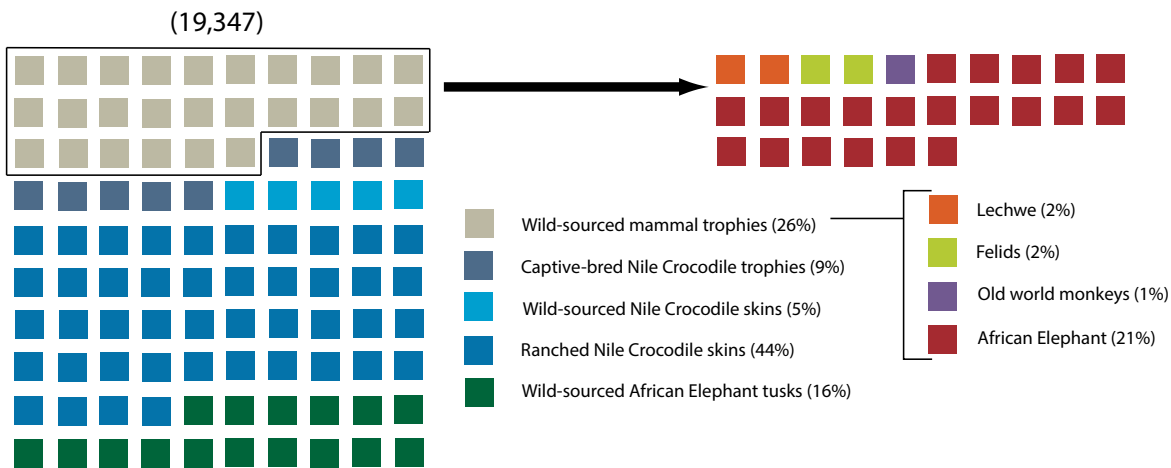 (19,347)
Wild-sourced mammal trophies (26%)
Captive-bred Nile Crocodile trophies (9%)
Wild-sourced Nile Crocodile skins (5%)
Ranched Nile Crocodile skins (44%)
Wild-sourced African Elephant tusks (16%)
Lechwe (2%)
Felids (2%)
Old world monkeys (1%)
African Elephant (21%)